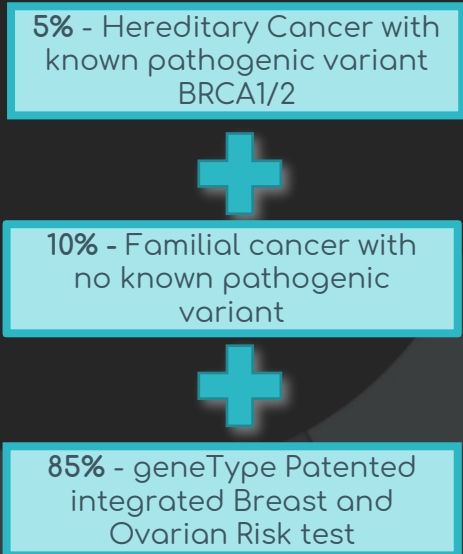 5% - Hereditary Cancer with
known pathogenic variant
BRCA1/2
10% - Familial cancer with
no known pathogenic
variant
85% - geneType Patented
integrated Breast and
Ovarian Risk test